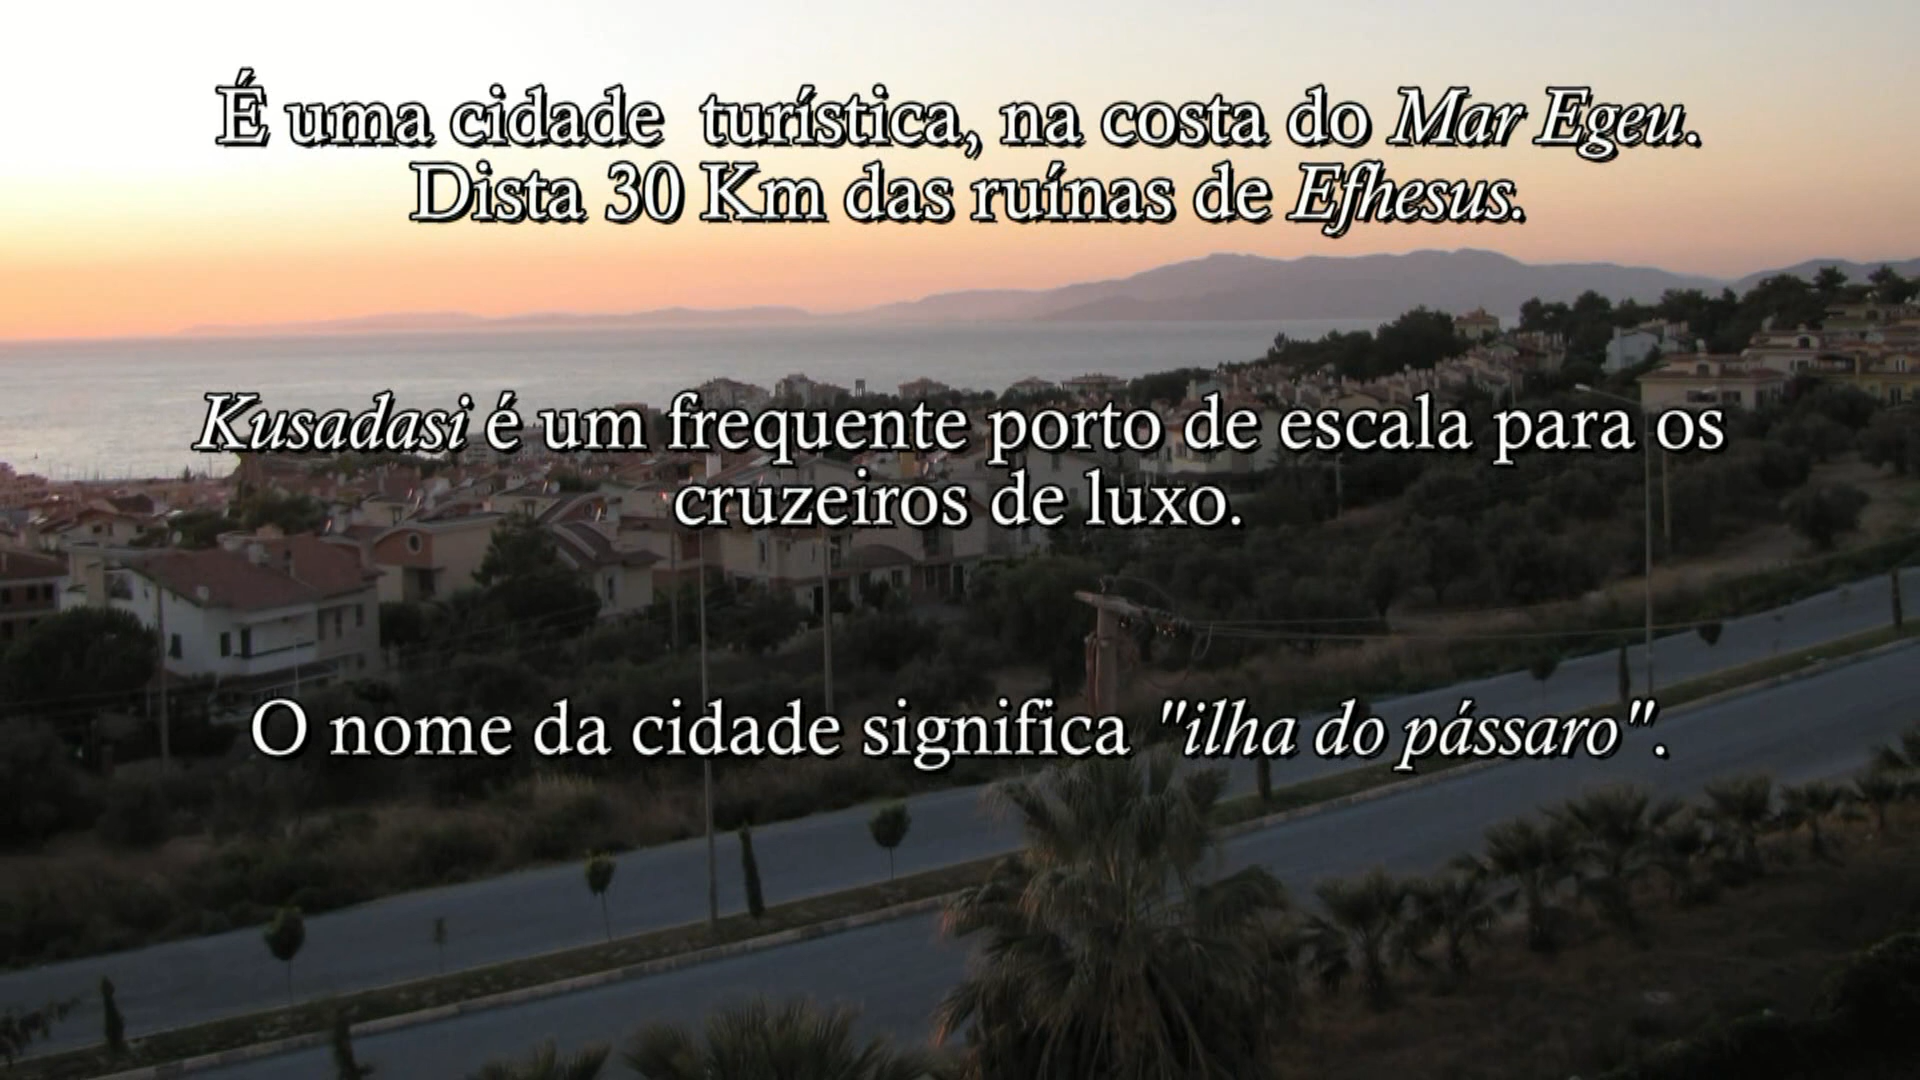 É uma cidade  turística, na costa do Mar Egeu.
Dista 30 Km das ruínas de Efhesus.
Kusadasi é um frequente porto de escala para os
cruzeiros de luxo.
O nome da cidade significa "ilha do pássaro".